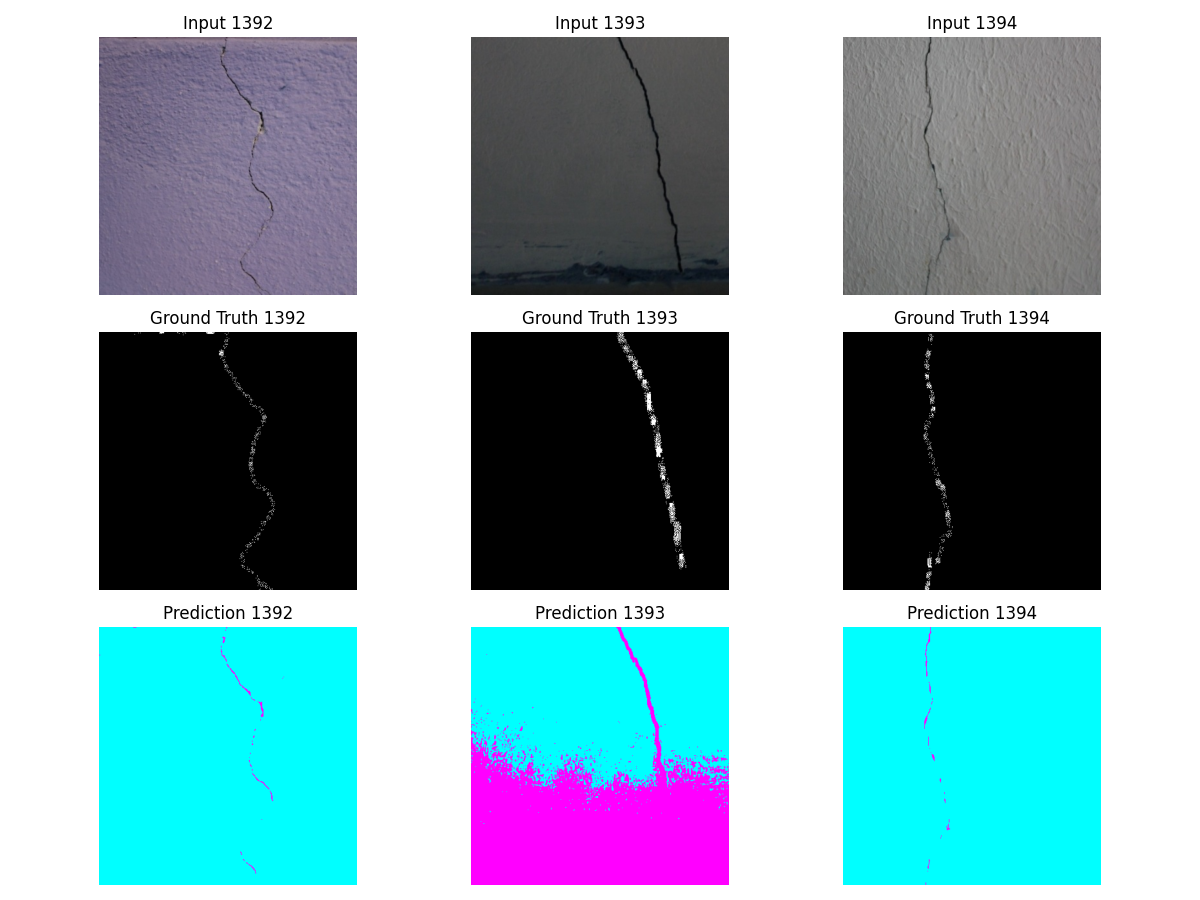 Input 1392
Input 1393
Input 1394
Ground Truth 1392
Ground Truth 1393
Ground Truth 1394
Prediction 1392
Prediction 1393
Prediction 1394